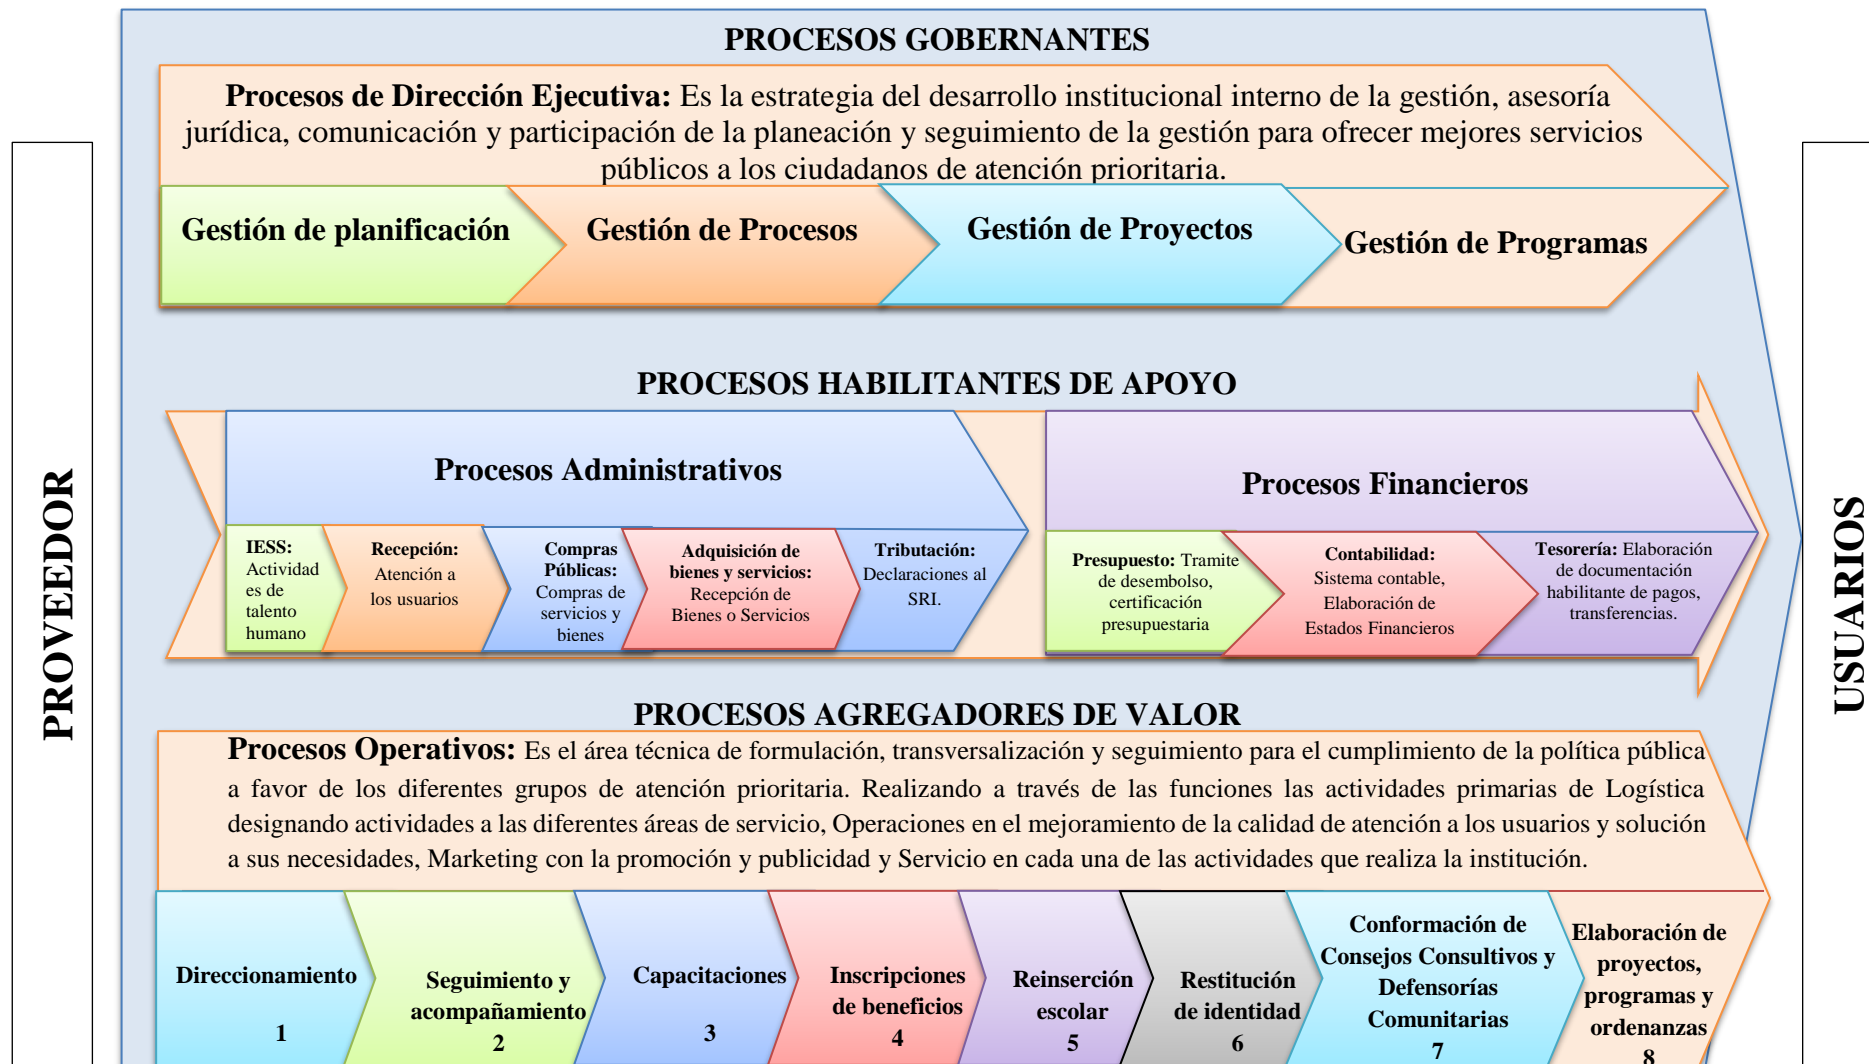 PROCESOS GOBERNANTES
Procesos de Dirección Ejecutiva: Es la estrategia del desarrollo institucional interno de la gestión, asesoría
jurídica, comunicación y participación de la planeación y seguimiento de la gestión para ofrecer mejores servicios
públicos a los ciudadanos de atención prioritaria.
Gestión de planificación
Gestión de Procesos
Gestión de Proyectos
Gestión de Programas
PROVEEDOR
USUARIOS
PROCESOS HABILITANTES DE APOYO
Procesos Administrativos
IESS:
Actividad
es de
talento
humano
Recepción:
Atención a
los usuarios
Compras
Públicas:
Compras de
servicios y
bienes
Adquisición de
bienes y servicios:
Recepción de
Bienes o Servicios
Tributación:
Declaraciones al
SRI.
Procesos Financieros
Presupuesto: Tramite
de desembolso,
certificación
presupuestaria
Contabilidad:
Sistema contable,
Elaboración de
Estados Financieros
Tesorería: Elaboración
de documentación
habilitante de pagos,
transferencias.
PROCESOS AGREGADORES DE VALOR
Procesos Operativos: Es el área técnica de formulación, transversalización y seguimiento para el cumplimiento de la política pública
a favor de los diferentes grupos de atención prioritaria. Realizando a través de las funciones las actividades primarias de Logística
designando actividades a las diferentes áreas de servicio, Operaciones en el mejoramiento de la calidad de atención a los usuarios y solución
a sus necesidades, Marketing con la promoción y publicidad y Servicio en cada una de las actividades que realiza la institución.
Direccionamiento
1
Seguimiento y
acompañamiento
2
Capacitaciones
3
Inscripciones
de beneficios
4
Reinserción
escolar
5
Restitución
de identidad
6
Conformación de
Consejos Consultivos y
Defensorías
Comunitarias
7
Elaboración de
proyectos,
programas y
ordenanzas
8